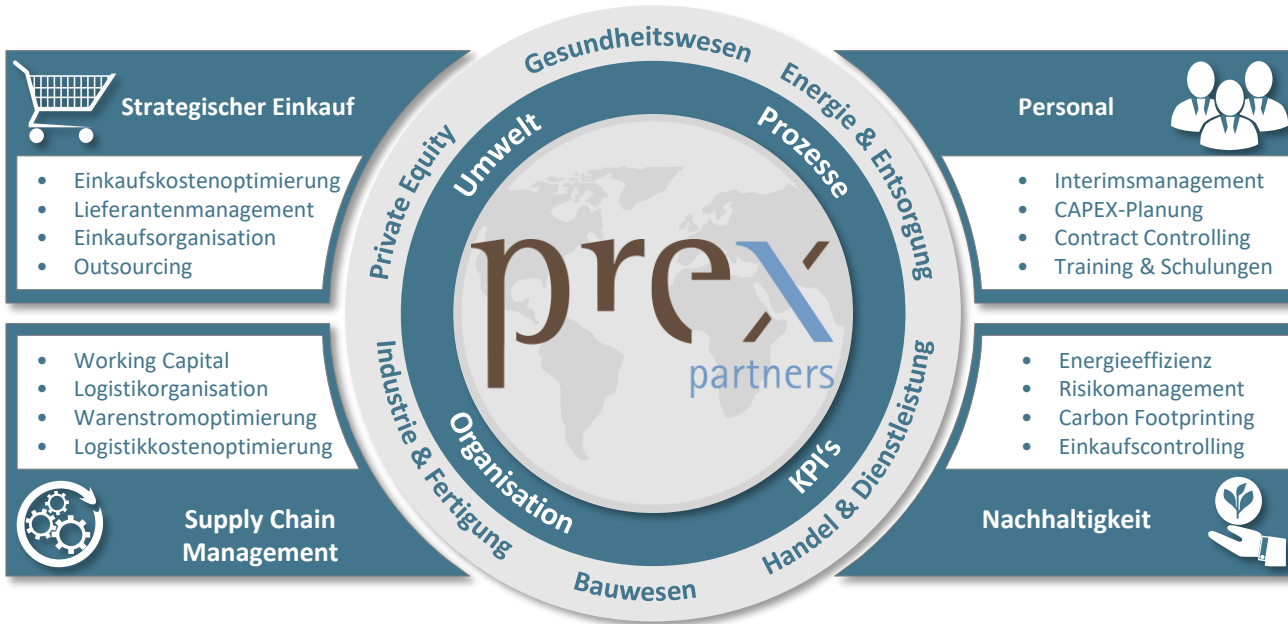 Strategischer Einkauf
• Einkaufskostenoptimierung
• Lieferantenmanagement
• Einkaufsorganisation
• Outsourcing
• Working Capital
• Logistikorganisation
• Warenstromoptimierung
• Logistikkostenoptimierung
Supply Chain
Management
Gesundheitswesen
Energie & Entsorgung
Handel & Dienstleistung
Bauwesen
Industrie & Fertigung
Private Equity
Umwelt
Prozesse
KPI‘s
Organisation
prex
partners
Personal
• Interimsmanagement
• CAPEX-Planung
• Contract Controlling
• Training & Schulungen
• Energieeffizienz
• Risikomanagement
• Carbon Footprinting
• Einkaufscontrolling
Nachhaltigkeit